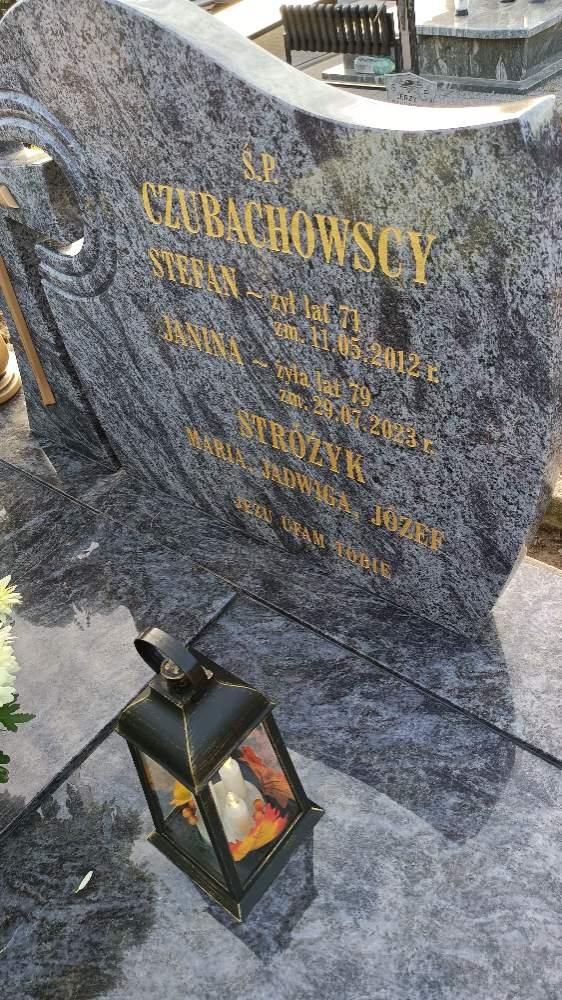 Ś.P.
CZUBACHOWSCY
STEFAN – żył lat 71
zm. 11.05.2012 r.
JANINA – żyła lat 79
zm. 29.07.2023 r.
STRÓŻYK
MARIA, JADWIGA, JÓZEF
JEZU UFAM TOBIE